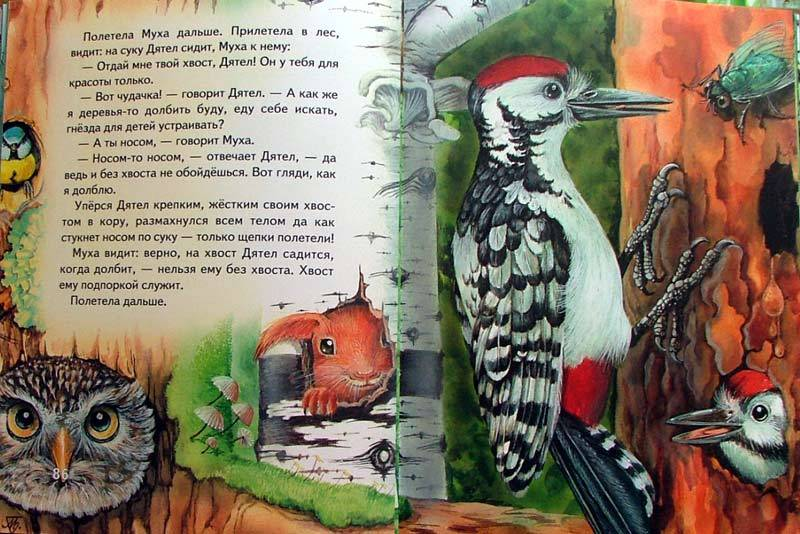 Полетела Муха дальше. Прилетела в лес,
видит: на суку Дятел сидит, Муха к нему:
— Отдай мне твой хвост, Дятел! Он у тебя для
красоты только.
— Вот чудачка! — говорит Дятел. — А как же
я деревья-то долбить буду, еду себе искать,
гнёзда для детей устраивать?
— А ты носом, — говорит Муха.
— Носом-то носом, — отвечает Дятел, — да
ведь и без хвоста не обойдёшься. Вот гляди, как
я долблю.
Упёрся Дятел крепким, жёстким своим хвос-
том в кору, размахнулся всем телом да как
стукнет носом по суку — только щепки полетели!
Муха видит: верно, на хвост Дятел садится,
когда долбит, — нельзя ему без хвоста. Хвост
ему подпоркой служит.
Полетела дальше.
86